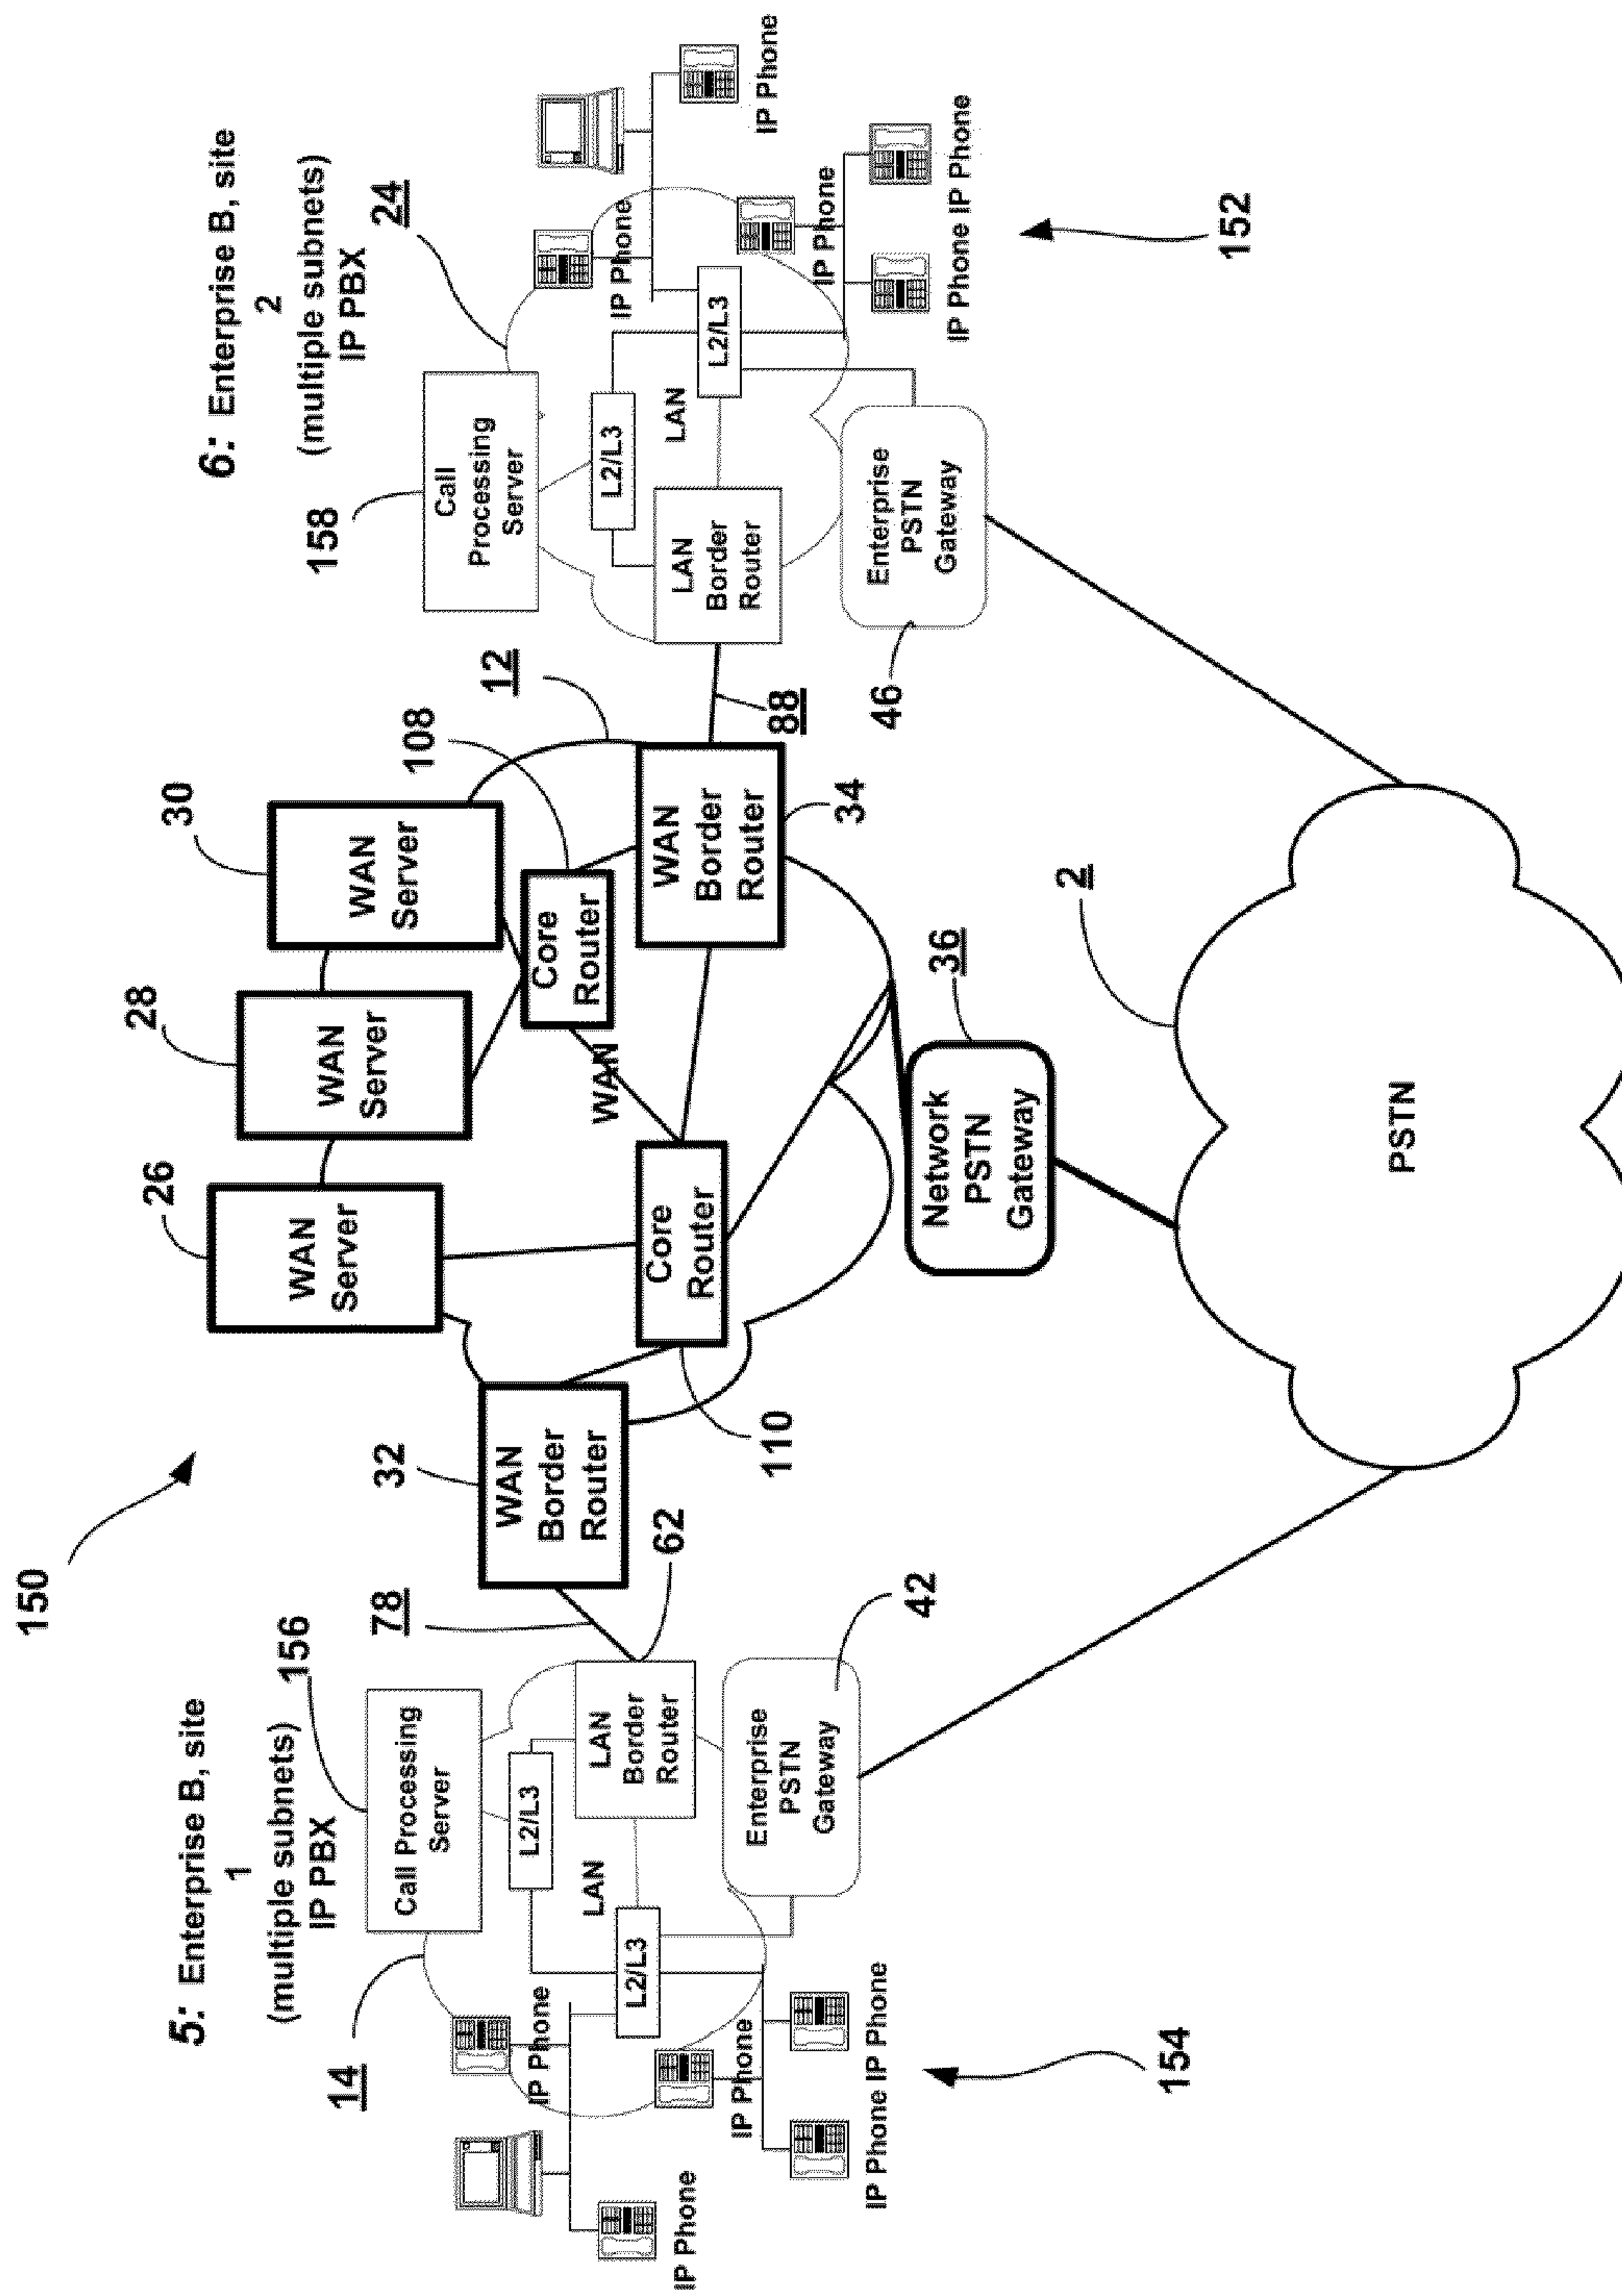 150
5: Enterprise B, site
1
(multiple subnets)
IP PBX
156
14
Call Processing
Server
L2/L3
LAN
Border
Router
62
78
LAN
L2/L3
IP Phone
IP Phone
IP Phone
IP Phone IP Phone
154
Enterprise
PSTN
Gateway
42
32
WAN
Border
Router
26
WAN
Server
28
WAN
Server
30
WAN
Server
108
12
Core
Router
WAN
Core
Router
110
WAN
Border
Router
34
88
Network
PSTN
Gateway
36
2
PSTN
6: Enterprise B, site
2
(multiple subnets)
IP PBX
24
158
Call
Processing
Server
L2/L3
LAN
L2/L3
LAN
Border
Router
IP Phone
IP Phone
IP Phone
IP Phone IP Phone
152
Enterprise
PSTN
Gateway
46